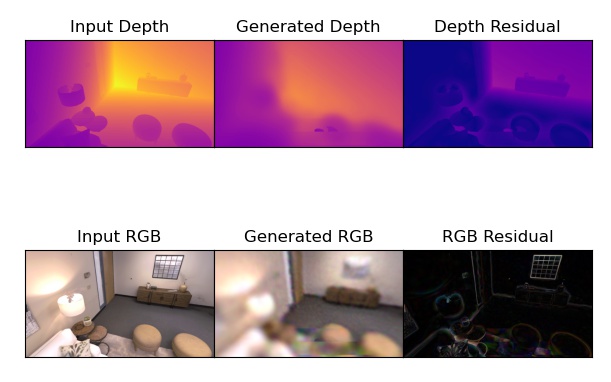 Input Depth
Generated Depth
Depth Residual
Input RGB
Generated RGB
RGB Residual